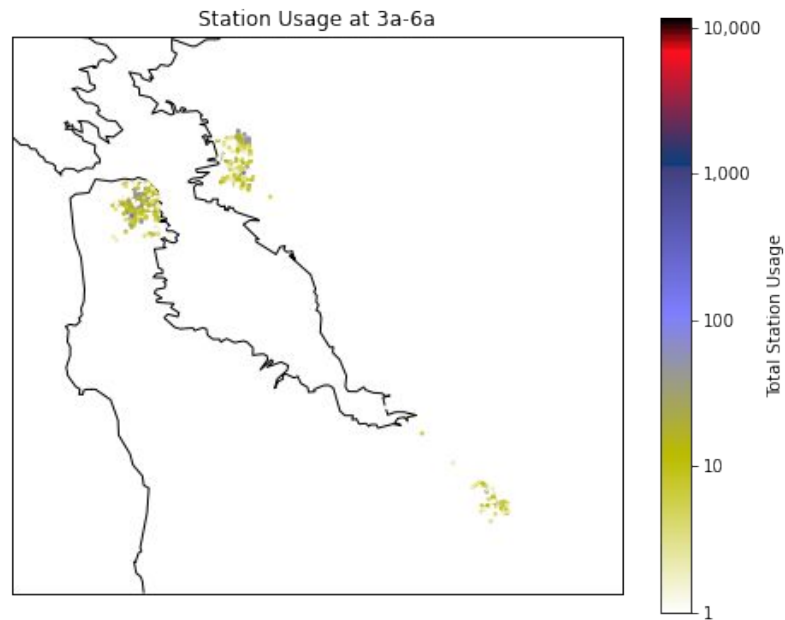 Station Usage at 3a-6a
10,000
1,000
100
10
1
Total Station Usage